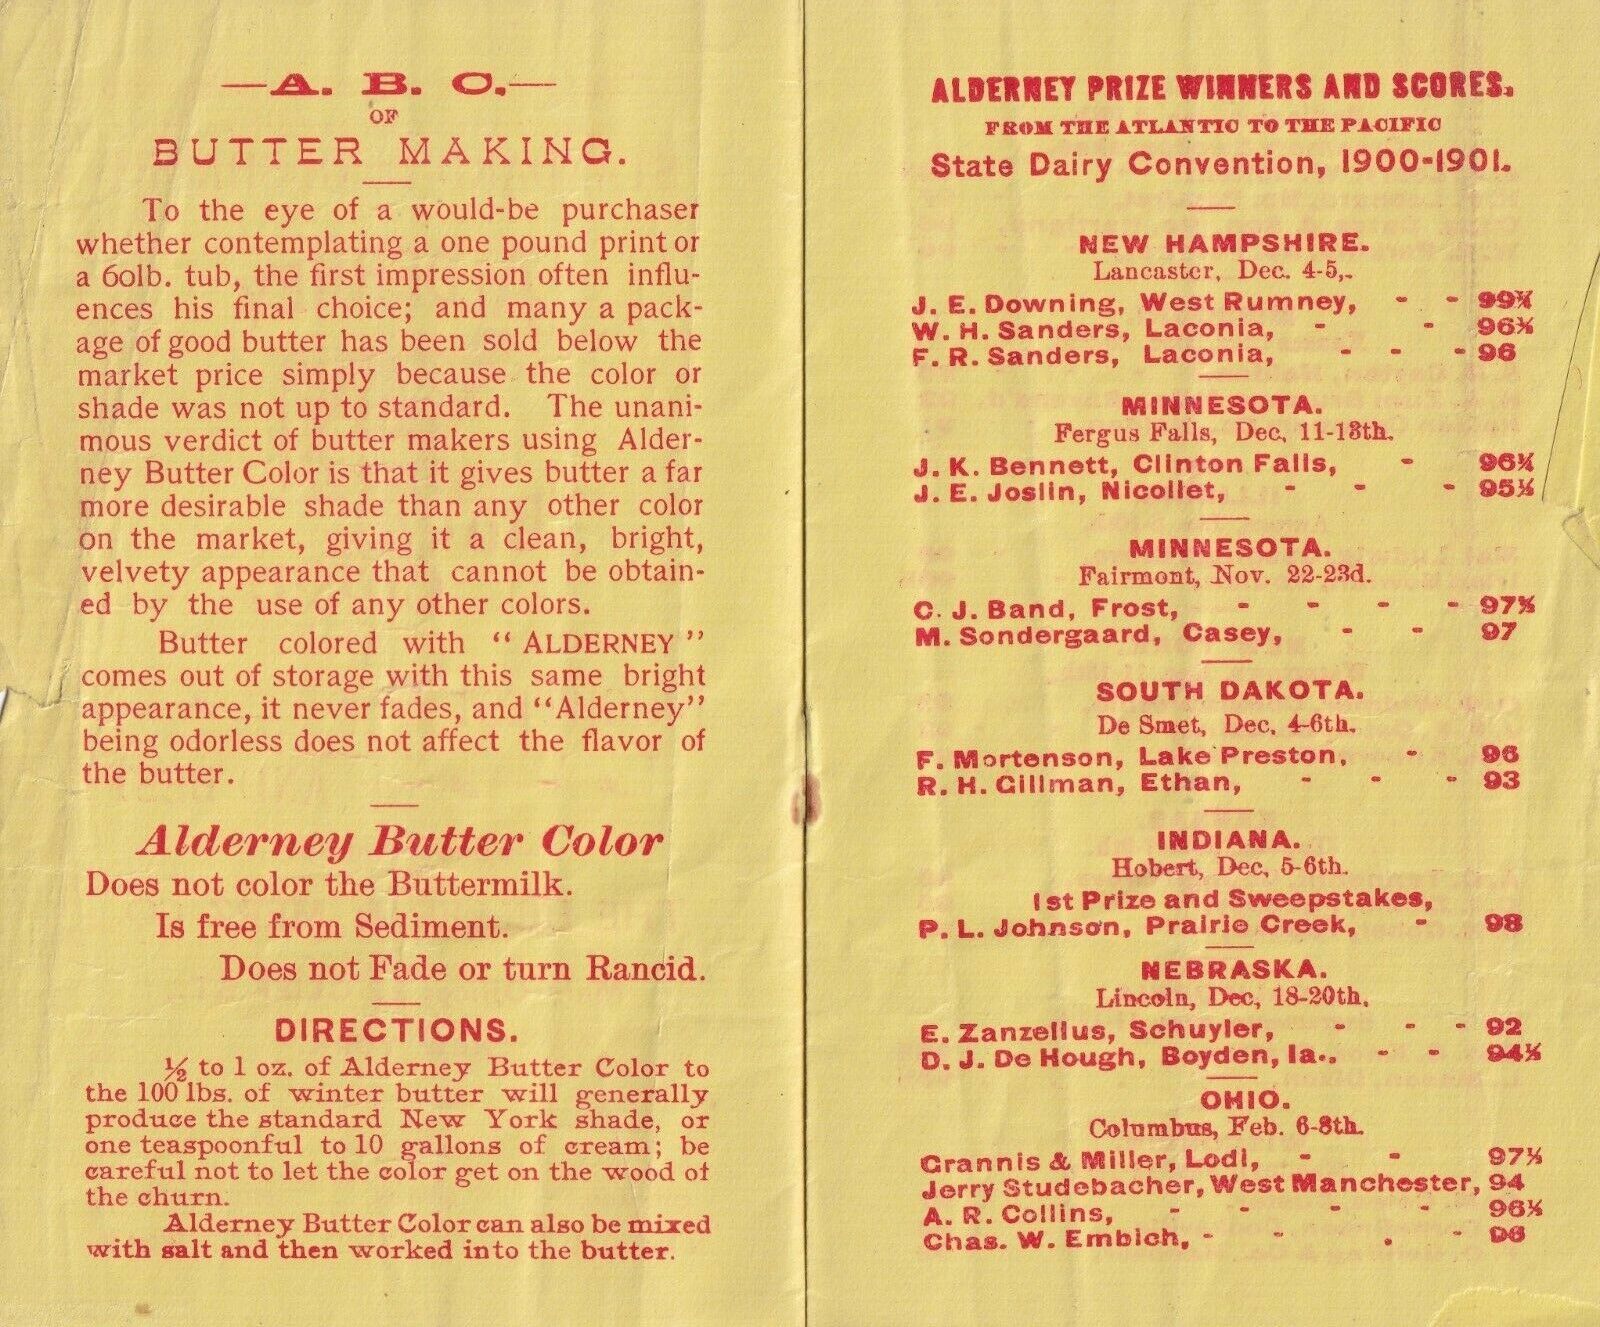 —A. B. C.—
OF
BUTTER MAKING.
To the eye of a would-be purchaser
whether contemplating a one pound print or
a 60lb. tub, the first impression often influ-
ences his final choice; and many a pack-
age of good butter has been sold below the
market price simply because the color or
shade was not up to standard. The unani-
mous verdict of butter makers using Alder-
ney Butter Color is that it gives butter a far
more desirable shade than any other color
on the market, giving it a clean, bright,
velvety appearance that cannot be obtain-
ed by the use of any other colors.
Butter colored with “ ALDERNEY ”
comes out of storage with this same bright
appearance, it never fades, and “Alderney”
being odorless does not affect the flavor of
the butter.
Alderney Butter Color
Does not color the Buttermilk.
Is free from Sediment.
Does not Fade or turn Rancid.
DIRECTIONS.
½ to 1 oz. of Alderney Butter Color to
the 100 lbs. of winter butter will generally
produce the standard New York shade, or
one teaspoonful to 10 gallons of cream; be
careful not to let the color get on the wood of
the churn.
Alderney Butter Color can also be mixed
with salt and then worked into the butter.
ALDERNEY PRIZE WINNERS AND SCORES,
FROM THE ATLANTIC TO THE PACIFIC
State Dairy Convention, 1900-1901.
NEW HAMPSHIRE.
Lancaster, Dec. 4-5,.
J. E. Downing, West Rumney, - -
W. H. Sanders, Laconia, - -
F. R. Sanders, Laconia, - - - 96
MINNESOTA.
Fergus Falls, Dec, 11-13th.
J. K. Bennett, Clinton Falls, -
J. E. Joslin, Nicollet, - - -
MINNESOTA.
Fairmont, Nov. 22-23d.
C. J. Band, Frost, - - - -
M. Sondergaard, Casey, - - 97
SOUTH DAKOTA.
De Smet, Dec, 4-6th.
F. Mortenson, Lake Preston, - 96
R. H. Gillman, Ethan, - - - 93
INDIANA.
Hobert, Dec, 5-6th.
1st Prize and Sweepstakes,
P. L. Johnson, Prairie Creek, - 98
NEBRASKA.
Lincoln, Dec, 18-20th,
E. Zanzelius, Schuyler, - - - 92
D. J. De Hough, Boyden, Ia., - - 94½
OHIO.
Columbus, Feb. 6-8th.
Grannis & Miller, Lodi, - - 97½
Jerry Studebacher, West Manchester, 94
A. R. Collins, - - - - 96½
Chas. W. Embich, - - . - 96